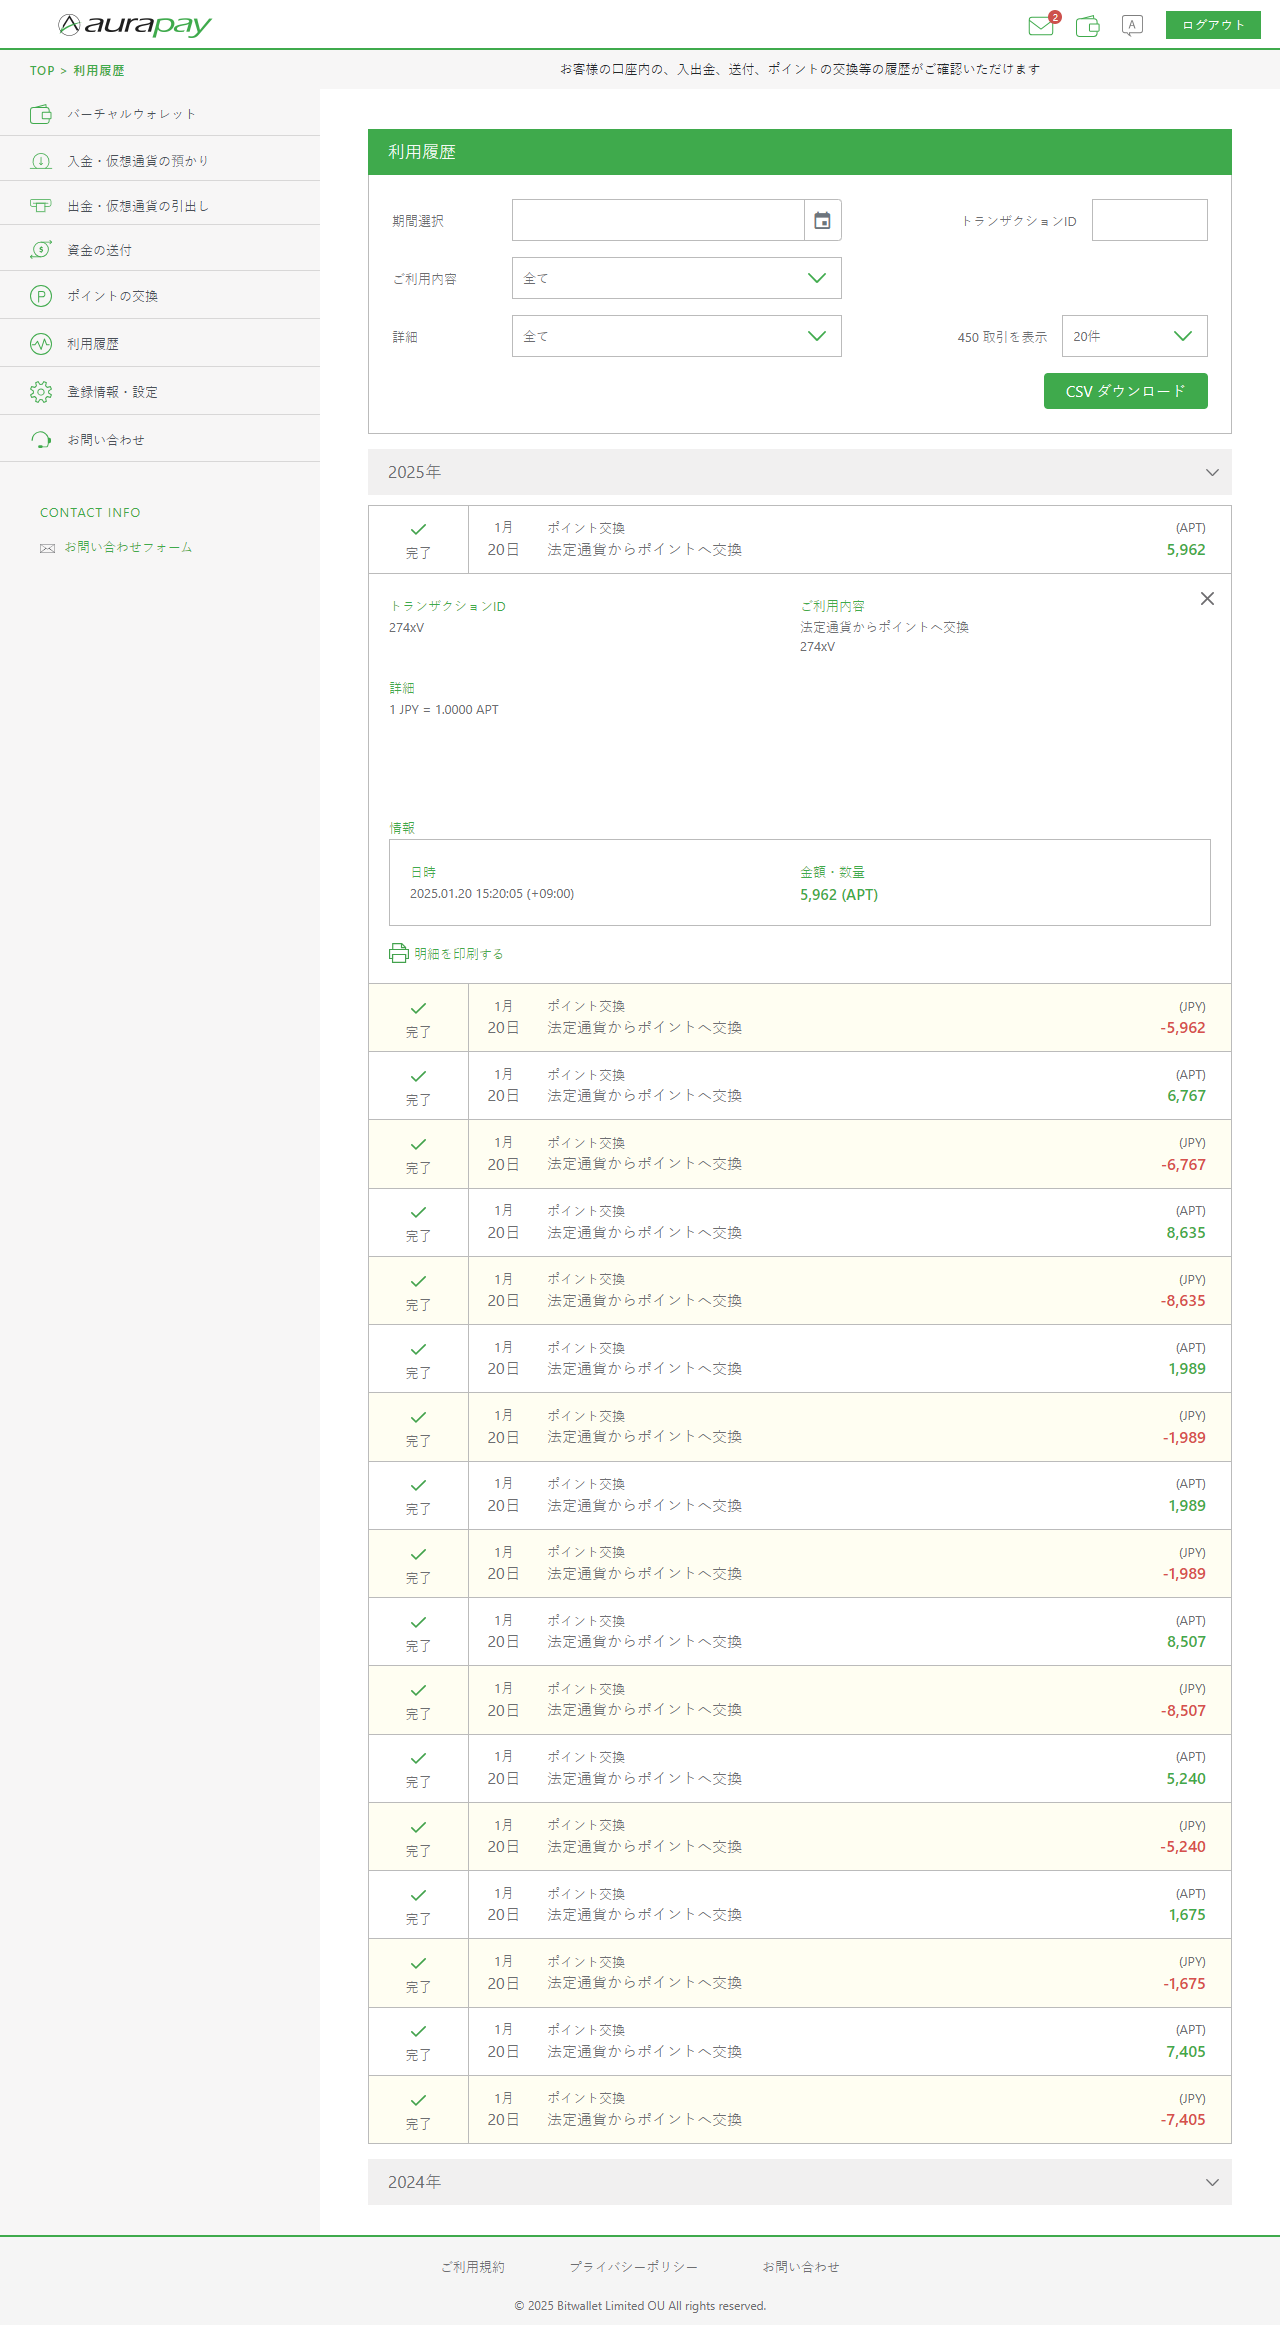 aurapay
2
A
ログアウト
TOP > 利用履歴
お客様の口座内の、入出金、送付、ポイントの交換等の履歴がご確認いただけます
バーチャルウォレット
入金・仮想通貨の預かり
出金・仮想通貨の引出し
資金の送付
ポイントの交換
利用履歴
登録情報・設定
お問い合わせ
CONTACT INFO
お問い合わせフォーム
利用履歴
期間選択
トランザクションID
ご利用内容
全て
詳細
全て
450 取引を表示
20件
CSV ダウンロード
2025年
完了
1月
20日
ポイント交換
法定通貨からポイントへ交換
(APT)
5,962
トランザクションID
274xV
ご利用内容
法定通貨からポイントへ交換
274xV
詳細
1 JPY = 1.0000 APT
情報
日時
2025.01.20 15:20:05 (+09:00)
金額・数量
5,962 (APT)
明細を印刷する
完了
1月
20日
ポイント交換
法定通貨からポイントへ交換
(JPY)
-5,962
完了
1月
20日
ポイント交換
法定通貨からポイントへ交換
(APT)
6,767
完了
1月
20日
ポイント交換
法定通貨からポイントへ交換
(JPY)
-6,767
完了
1月
20日
ポイント交換
法定通貨からポイントへ交換
(APT)
8,635
完了
1月
20日
ポイント交換
法定通貨からポイントへ交換
(JPY)
-8,635
完了
1月
20日
ポイント交換
法定通貨からポイントへ交換
(APT)
1,989
完了
1月
20日
ポイント交換
法定通貨からポイントへ交換
(JPY)
-1,989
完了
1月
20日
ポイント交換
法定通貨からポイントへ交換
(APT)
1,989
完了
1月
20日
ポイント交換
法定通貨からポイントへ交換
(JPY)
-1,989
完了
1月
20日
ポイント交換
法定通貨からポイントへ交換
(APT)
8,507
完了
1月
20日
ポイント交換
法定通貨からポイントへ交換
(JPY)
-8,507
完了
1月
20日
ポイント交換
法定通貨からポイントへ交換
(APT)
5,240
完了
1月
20日
ポイント交換
法定通貨からポイントへ交換
(JPY)
-5,240
完了
1月
20日
ポイント交換
法定通貨からポイントへ交換
(APT)
1,675
完了
1月
20日
ポイント交換
法定通貨からポイントへ交換
(JPY)
-1,675
完了
1月
20日
ポイント交換
法定通貨からポイントへ交換
(APT)
7,405
完了
1月
20日
ポイント交換
法定通貨からポイントへ交換
(JPY)
-7,405
2024年
ご利用規約
プライバシーポリシー
お問い合わせ
© 2025 Bitwallet Limited OU All rights reserved.